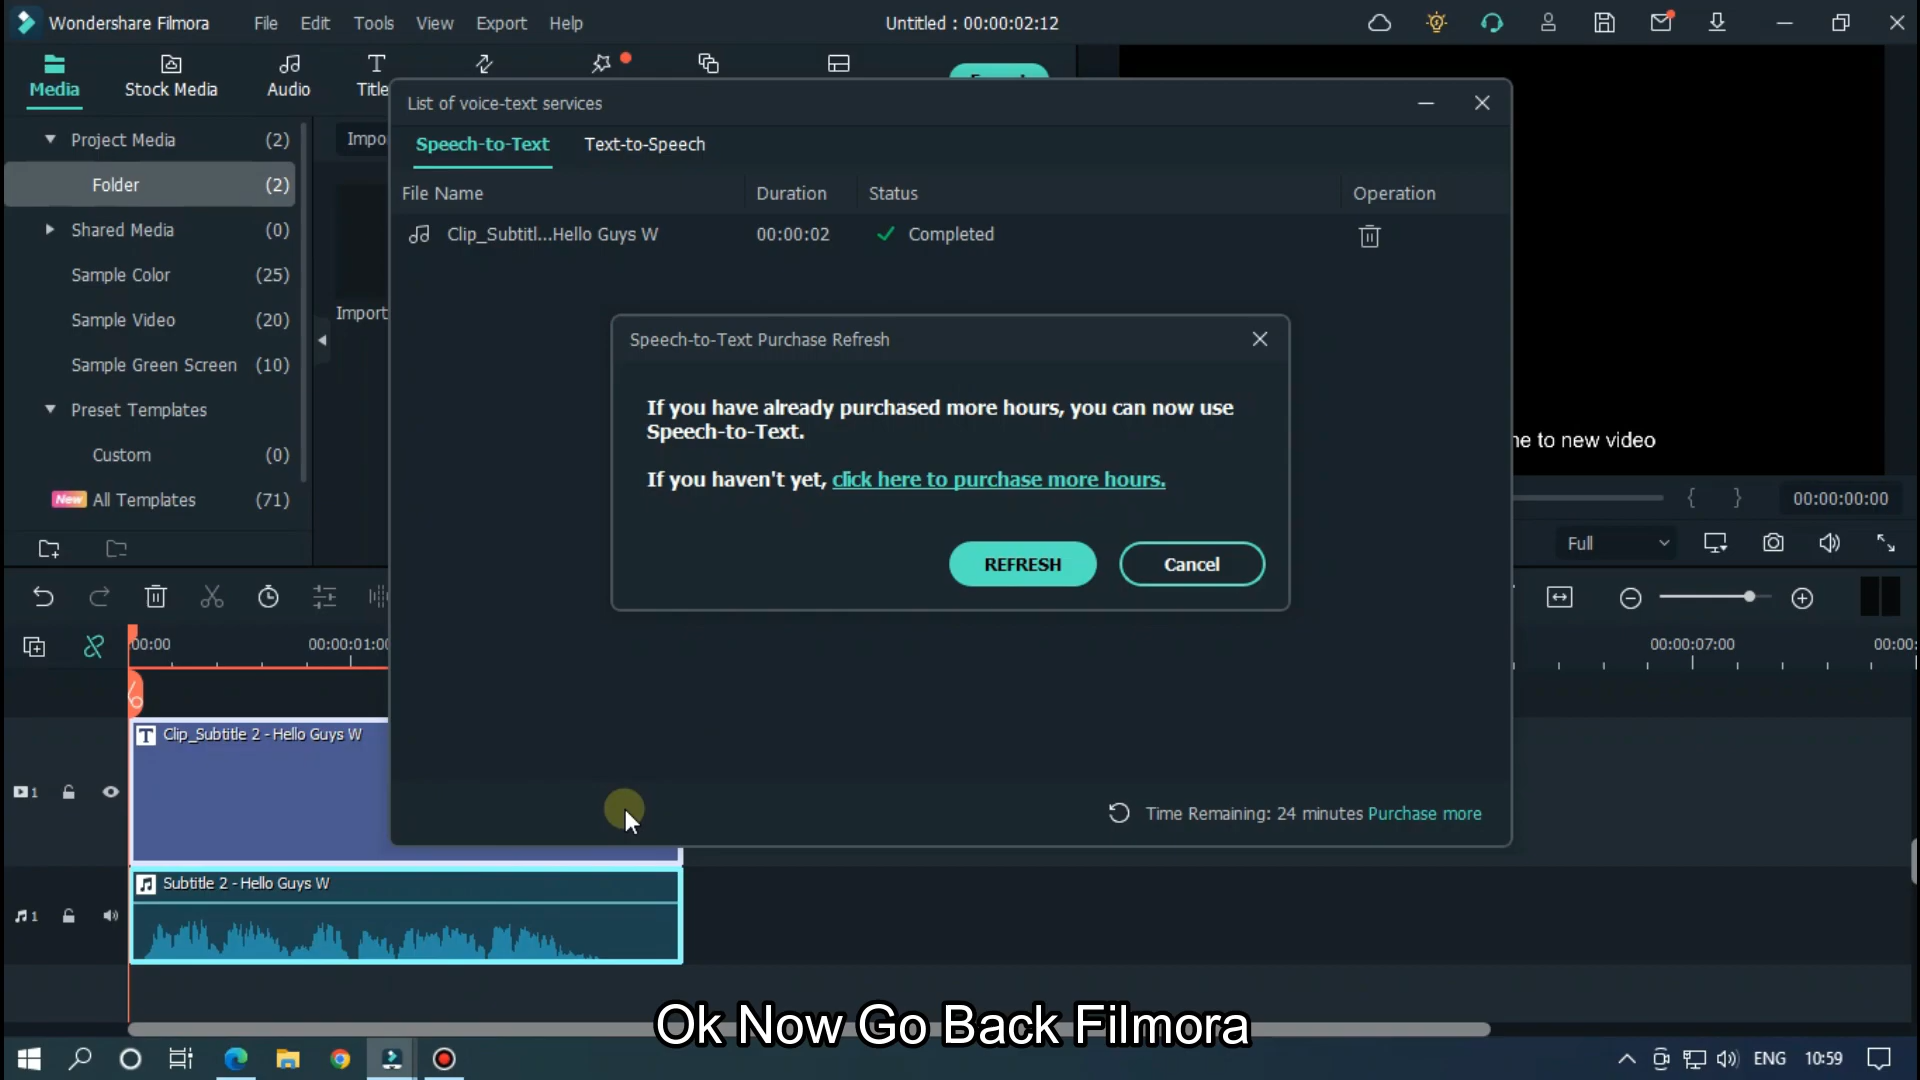 Wondershare Filmora
File Edit Tools View Export Help
Untitled : 00:00:02:12
Media
Stock Media
Audio
Title
List of voice-text services
Speech-to-Text
Text-to-Speech
File Name
Duration
Status
Operation
Clip_Subtitl...Hello Guys W
00:00:02
Completed
Project Media (2)
Folder (2)
Shared Media (0)
Sample Color (25)
Sample Video (20)
Sample Green Screen (10)
Preset Templates
Custom (0)
New All Templates (71)
Impo
Import
Speech-to-Text Purchase Refresh
If you have already purchased more hours, you can now use
Speech-to-Text.
If you haven't yet, click here to purchase more hours.
REFRESH
Cancel
Time Remaining: 24 minutes Purchase more
ne to new video
{ } 00:00:00:00
Full
00:00
00:00:01:00
00:00:07:00
00:00:
T Clip_Subtitle 2 - Hello Guys W
1
Subtitle 2 - Hello Guys W
1
Ok Now Go Back Filmora
ENG 10:59